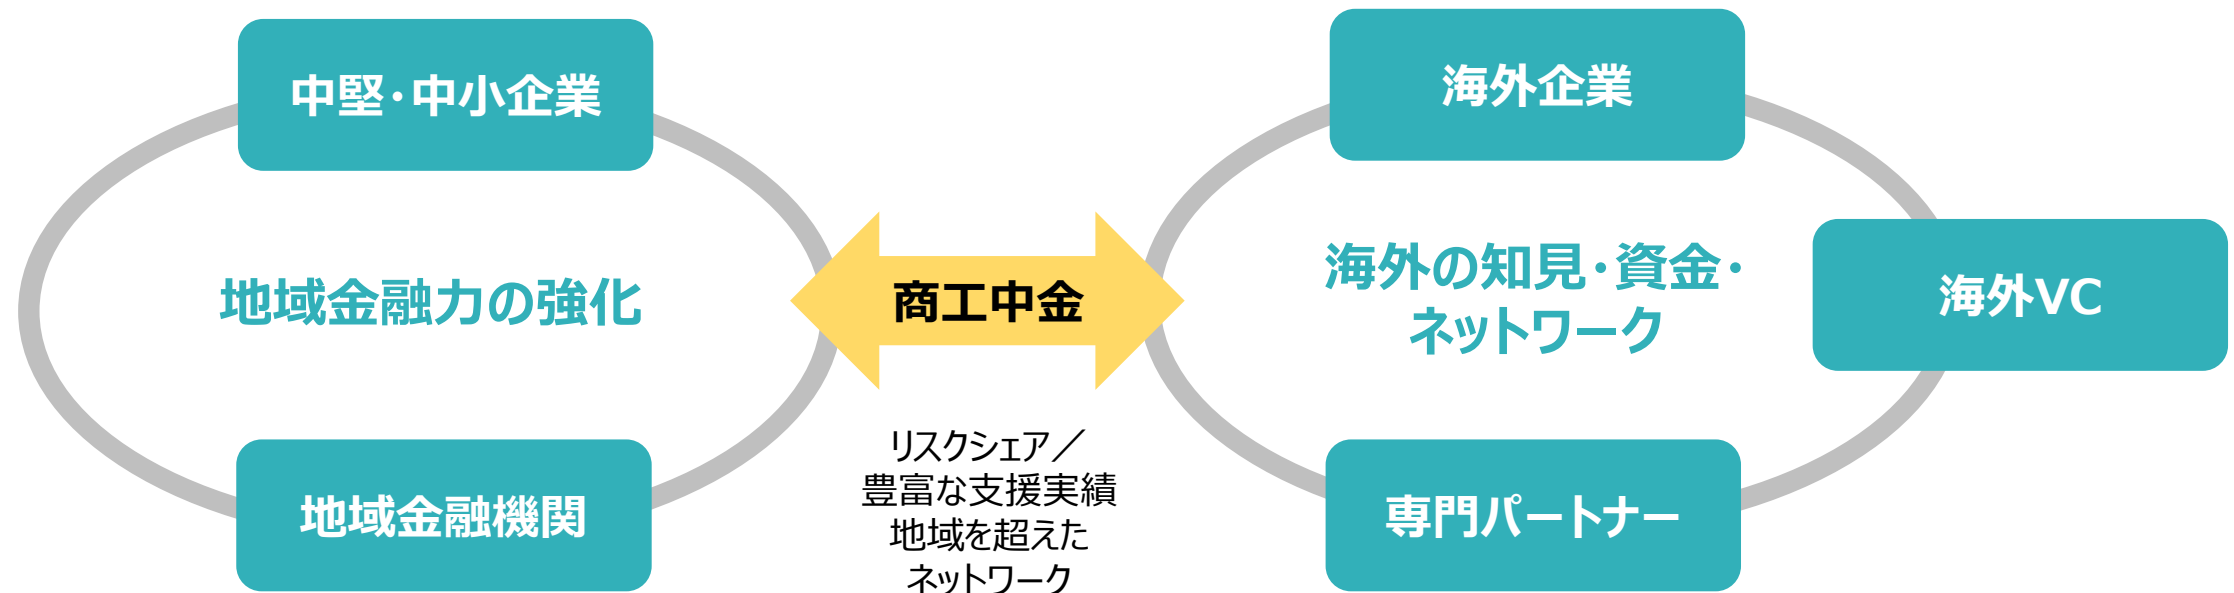 中堅・中小企業
地域金融力の強化
地域金融機関
商工中金
リスクシェア／
豊富な支援実績
地域を超えた
ネットワーク
海外企業
海外の知見・資金・
ネットワーク
海外VC
専門パートナー